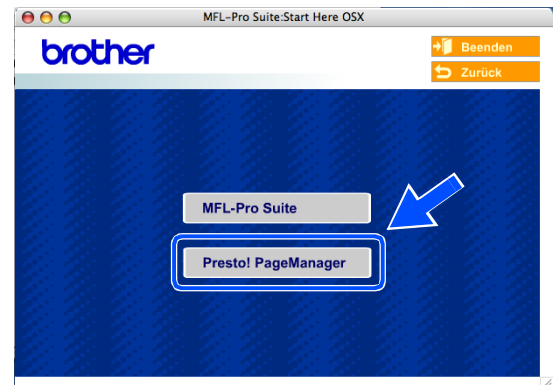 MFL-Pro Suite:Start Here OSX
brother
Beenden
Zurück
MFL-Pro Suite
Presto! PageManager